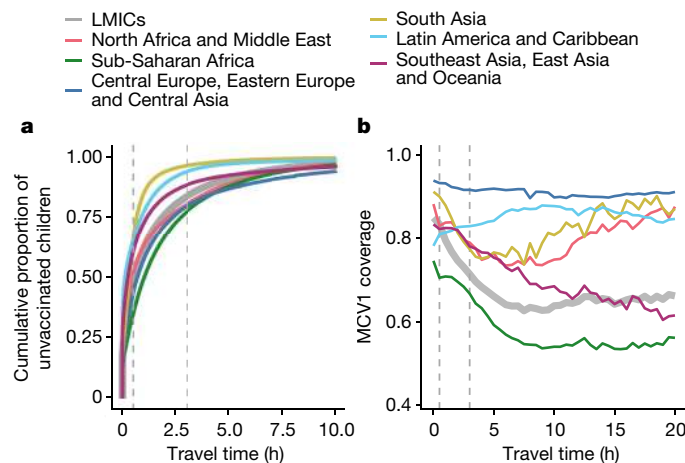 LMICs
North Africa and Middle East
Sub-Saharan Africa
Central Europe, Eastern Europe
and Central Asia
South Asia
Latin America and Caribbean
Southeast Asia, East Asia
and Oceania
a
Cumulative proportion of
unvaccinated children
1.00
0.75
0.50
0.25
0
0 2.5 5.0 7.5 10.0
Travel time (h)
b
MCV1 coverage
1.0
0.8
0.6
0.4
0 5 10 15 20
Travel time (h)